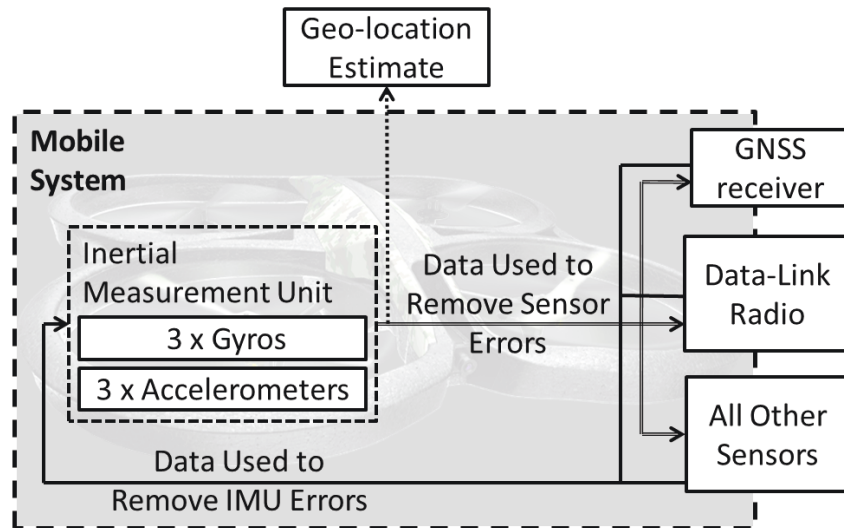 Geo-location
Estimate
Mobile
System
GNSS
receiver
Inertial
Measurement Unit
3 x Gyros
3 x Accelerometers
Data Used to
Remove Sensor
Errors
Data-Link
Radio
All Other
Sensors
Data Used to
Remove IMU Errors